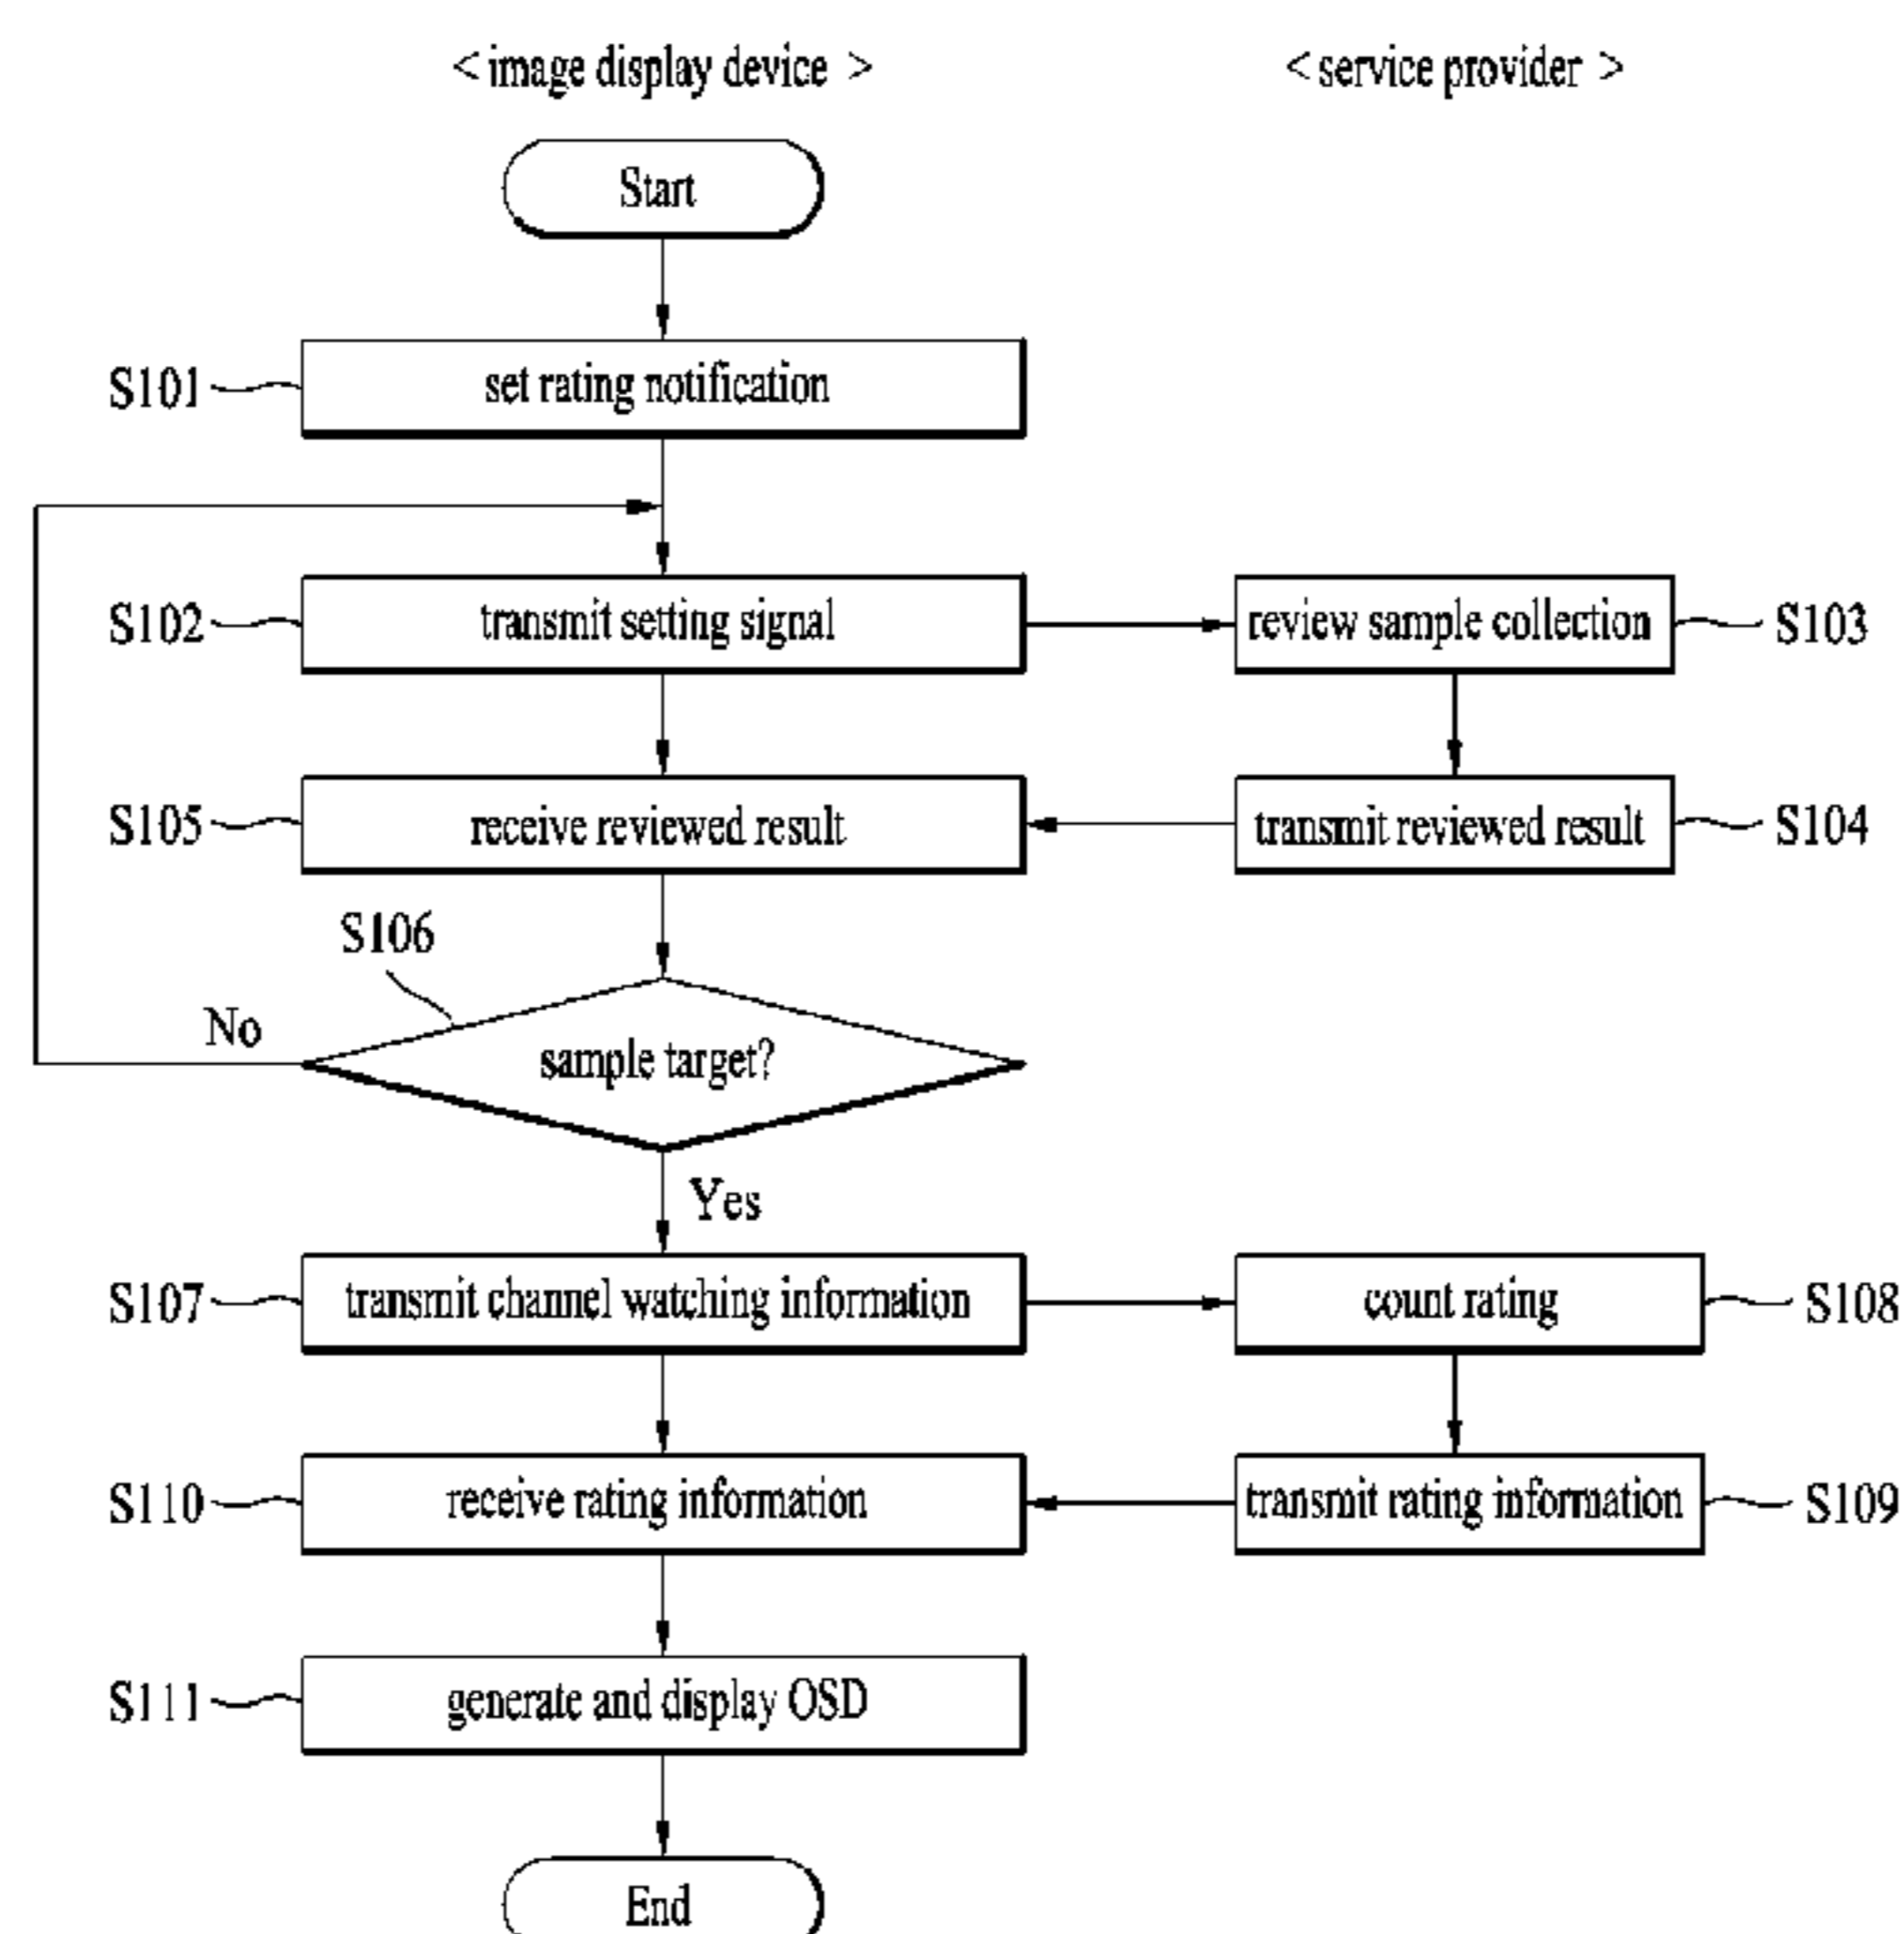 < image display device >
< service provider >
Start
S101
set rating notification
S102
transmit setting signal
review sample collection
S103
S105
receive reviewed result
transmit reviewed result
S104
S106
No
sample target?
Yes
S107
transmit channel watching information
count rating
S108
S110
receive rating information
transmit rating information
S109
S111
generate and display OSD
End